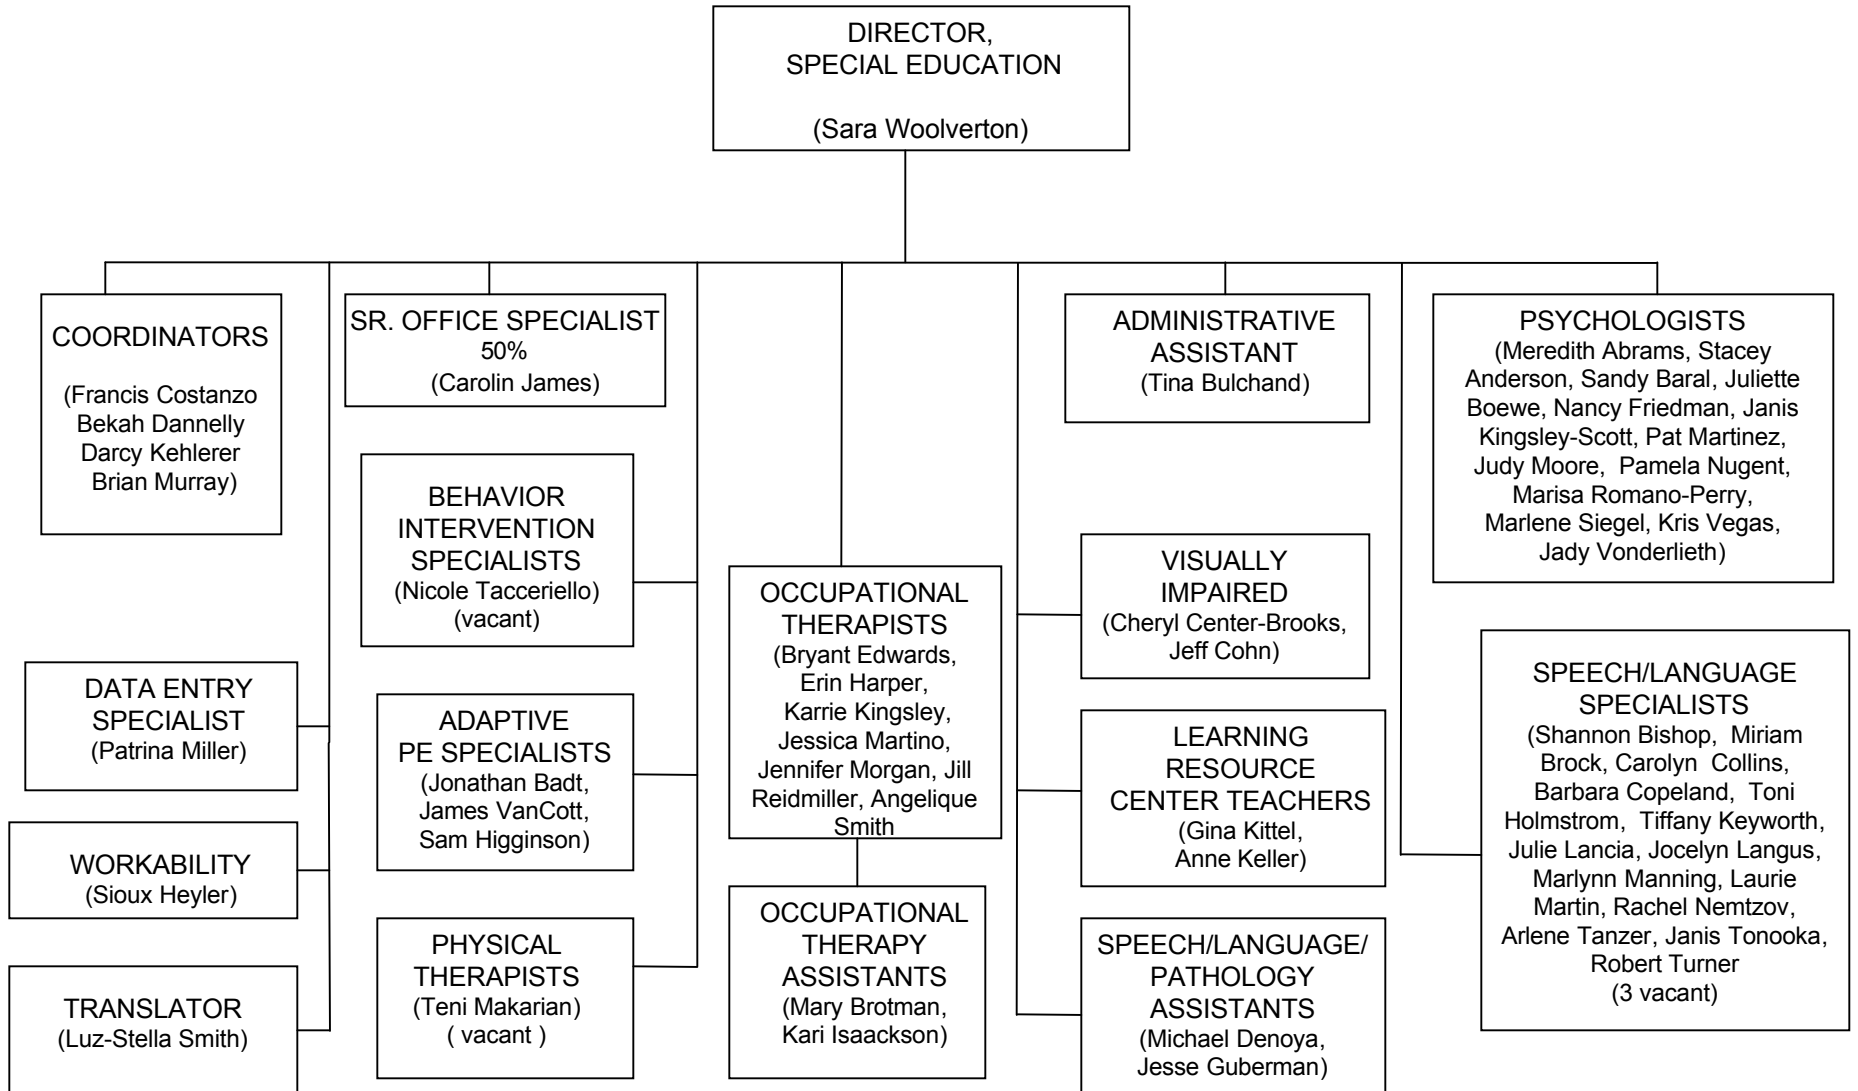 DIRECTOR,
SPECIAL EDUCATION
(Sara Woolverton)
COORDINATORS
(Francis Costanzo
Bekah Dannelly
Darcy Kehlerer
Brian Murray)
SR. OFFICE SPECIALIST
50%
(Carolin James)
ADMINISTRATIVE
ASSISTANT
(Tina Bulchand)
PSYCHOLOGISTS
(Meredith Abrams, Stacey
Anderson, Sandy Baral, Juliette
Boewe, Nancy Friedman, Janis
Kingsley-Scott, Pat Martinez,
Judy Moore, Pamela Nugent,
Marisa Romano-Perry,
Marlene Siegel, Kris Vegas,
Jady Vonderlieth)
DATA ENTRY
SPECIALIST
(Patrina Miller)
WORKABILITY
(Sioux Heyler)
TRANSLATOR
(Luz-Stella Smith)
BEHAVIOR
INTERVENTION
SPECIALISTS
(Nicole Tacceriello)
(vacant)
ADAPTIVE
PE SPECIALISTS
(Jonathan Badt,
James VanCott,
Sam Higginson)
PHYSICAL
THERAPISTS
(Teni Makarian)
( vacant )
OCCUPATIONAL
THERAPISTS
(Bryant Edwards,
Erin Harper,
Karrie Kingsley,
Jessica Martino,
Jennifer Morgan, Jill
Reidmiller, Angelique
Smith
OCCUPATIONAL
THERAPY
ASSISTANTS
(Mary Brotman,
Kari Isaackson)
VISUALLY
IMPAIRED
(Cheryl Center-Brooks,
Jeff Cohn)
LEARNING
RESOURCE
CENTER TEACHERS
(Gina Kittel,
Anne Keller)
SPEECH/LANGUAGE/
PATHOLOGY
ASSISTANTS
(Michael Denoya,
Jesse Guberman)
SPEECH/LANGUAGE
SPECIALISTS
(Shannon Bishop, Miriam
Brock, Carolyn Collins,
Barbara Copeland, Toni
Holmstrom, Tiffany Keyworth,
Julie Lancia, Jocelyn Langus,
Marlynn Manning, Laurie
Martin, Rachel Nemtzov,
Arlene Tanzer, Janis Tonooka,
Robert Turner
(3 vacant)